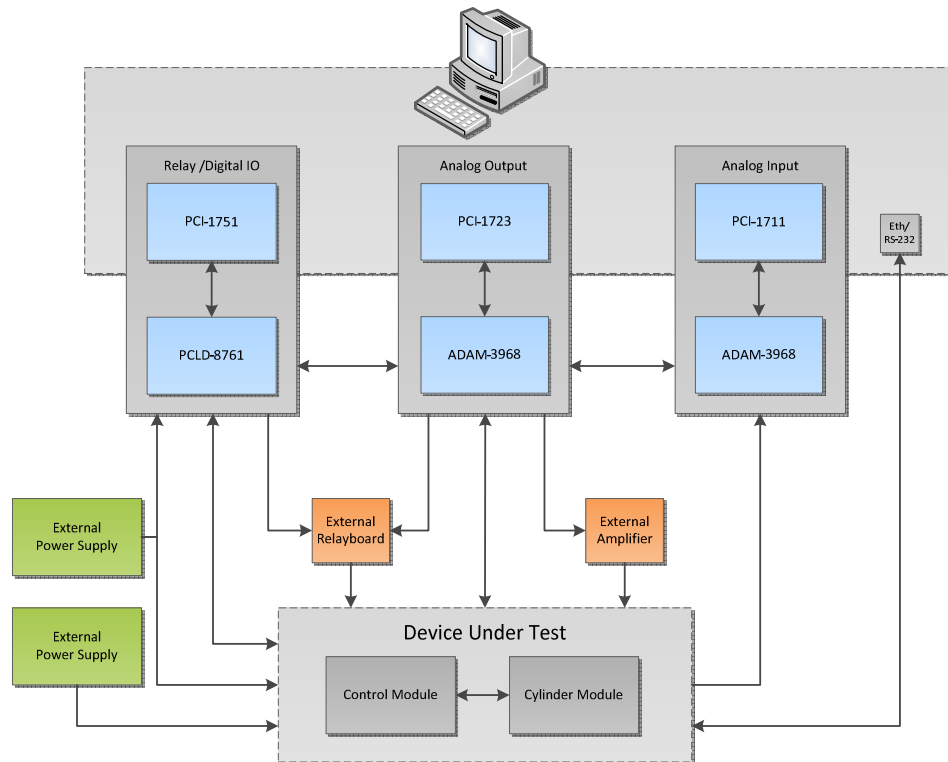 Relay /Digital IO
Analog Output
Analog Input
PCI-1751
PCI-1723
PCI-1711
Eth/
RS-232
PCLD-8761
ADAM-3968
ADAM-3968
External
Power Supply
External
Relayboard
External
Amplifier
External
Power Supply
Device Under Test
Control Module
Cylinder Module